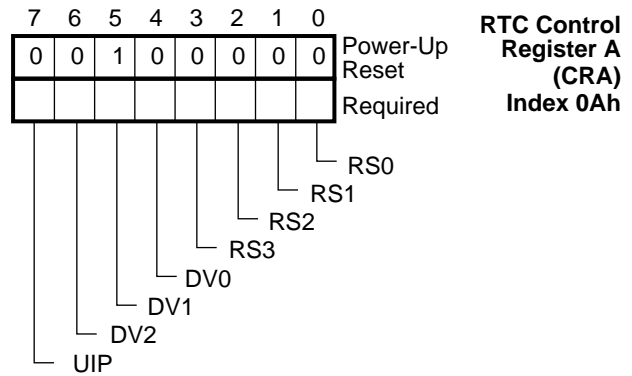 7 6 5 4 3 2 1 0
RTC Control
Register A
(CRA)
Index 0Ah
0 0 1 0 0 0 0 0
Power-Up
Reset
Required
RS0
RS1
RS2
RS3
DV0
DV1
DV2
UIP